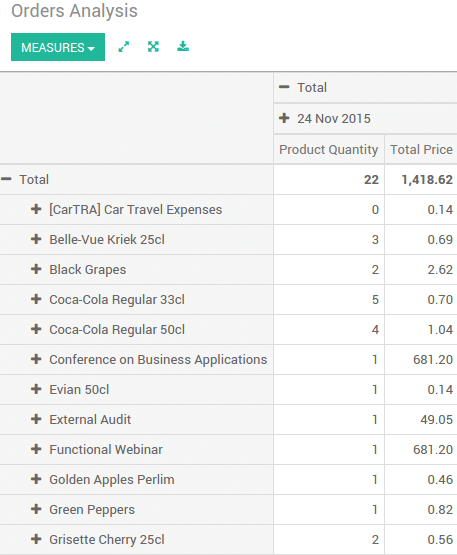 Orders Analysis
MEASURES
Total
24 Nov 2015
Product Quantity Total Price
Total 22 1,418.62
[CarTRA] Car Travel Expenses 0 0.14
Belle-Vue Kriek 25cl 3 0.69
Black Grapes 2 2.62
Coca-Cola Regular 33cl 5 0.70
Coca-Cola Regular 50cl 4 1.04
Conference on Business Applications 1 681.20
Evian 50cl 1 0.14
External Audit 1 49.05
Functional Webinar 1 681.20
Golden Apples Perlim 1 0.46
Green Peppers 1 0.82
Grisette Cherry 25cl 2 0.56